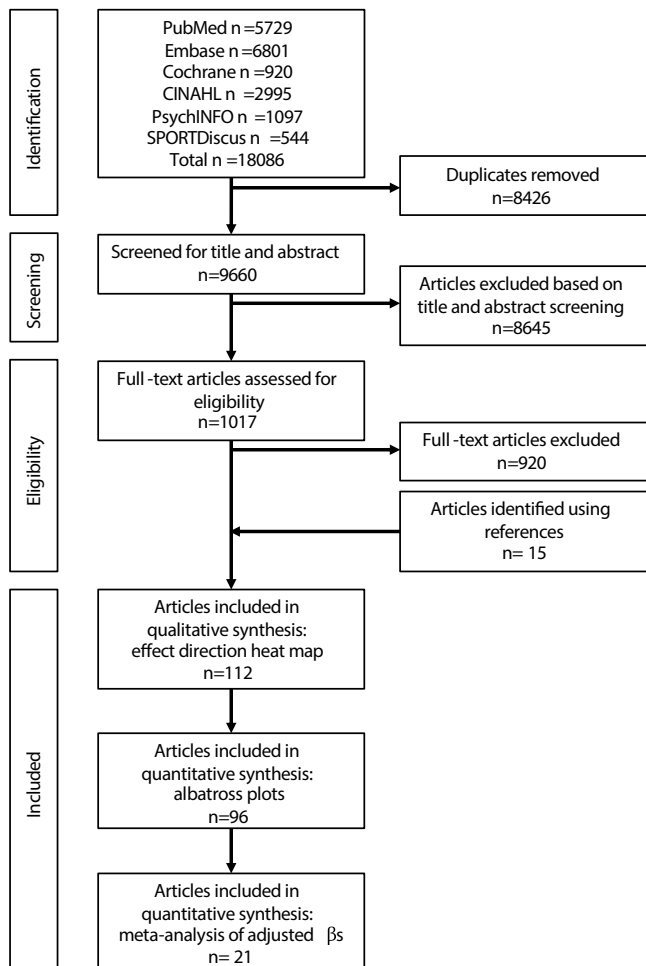 Identification
PubMed n =5729
Embase n =6801
Cochrane n =920
CINAHL n =2995
PsychINFO n =1097
SPORTDiscus n =544
Total n =18086
Duplicates removed
n=8426
Screening
Screened for title and abstract
n=9660
Articles excluded based on
title and abstract screening
n=8645
Eligibility
Full -text articles assessed for
eligibility
n=1017
Full -text articles excluded
n=920
Articles identified using
references
n= 15
Included
Articles included in
qualitative synthesis:
effect direction heat map
n=112
Articles included in
quantitative synthesis:
albatross plots
n=96
Articles included in
quantitative synthesis:
meta-analysis of adjusted βs
n= 21